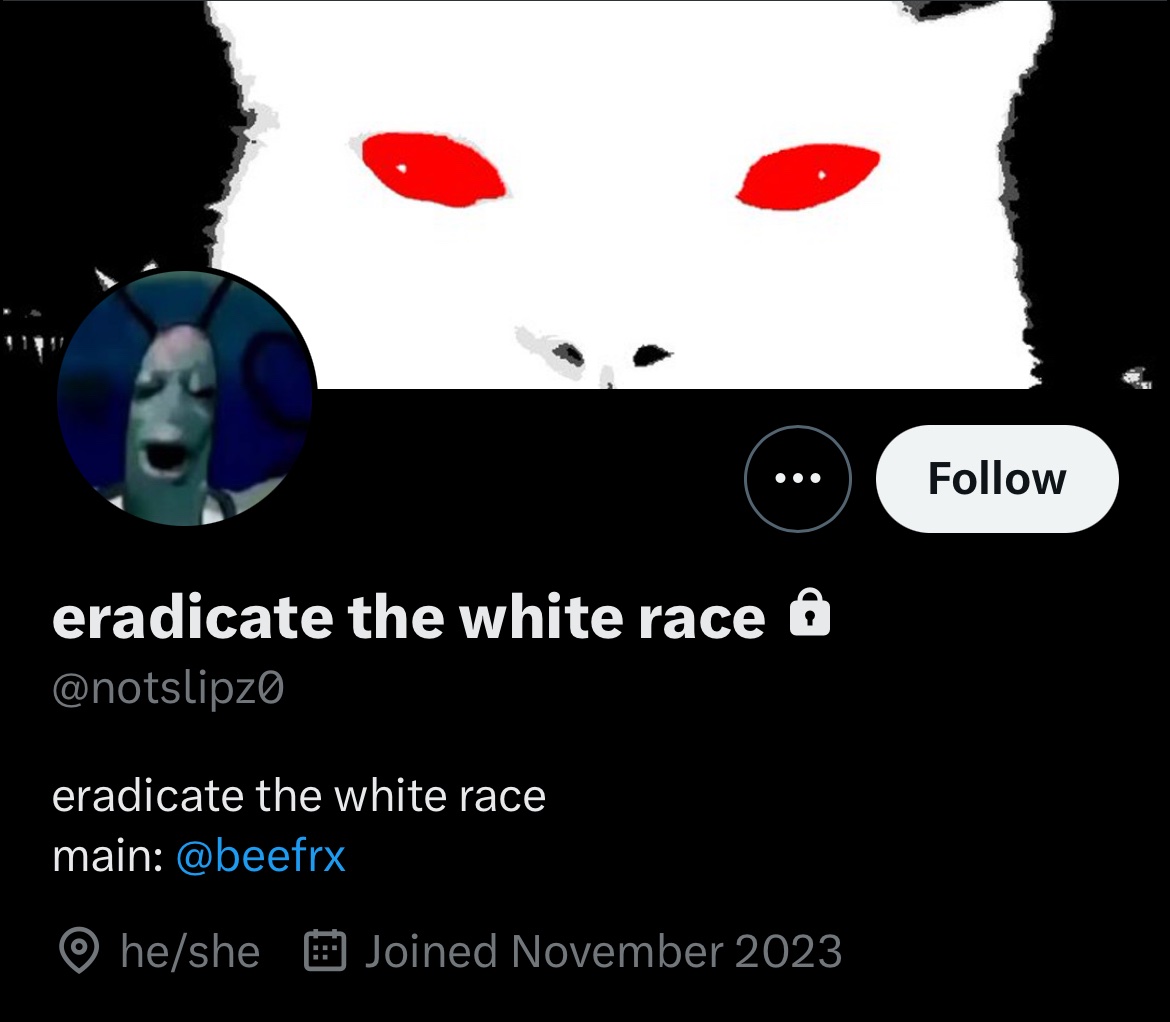 Follow
eradicate the white race
@notslipz0
eradicate the white race
main: @beefrx
he/she Joined November 2023